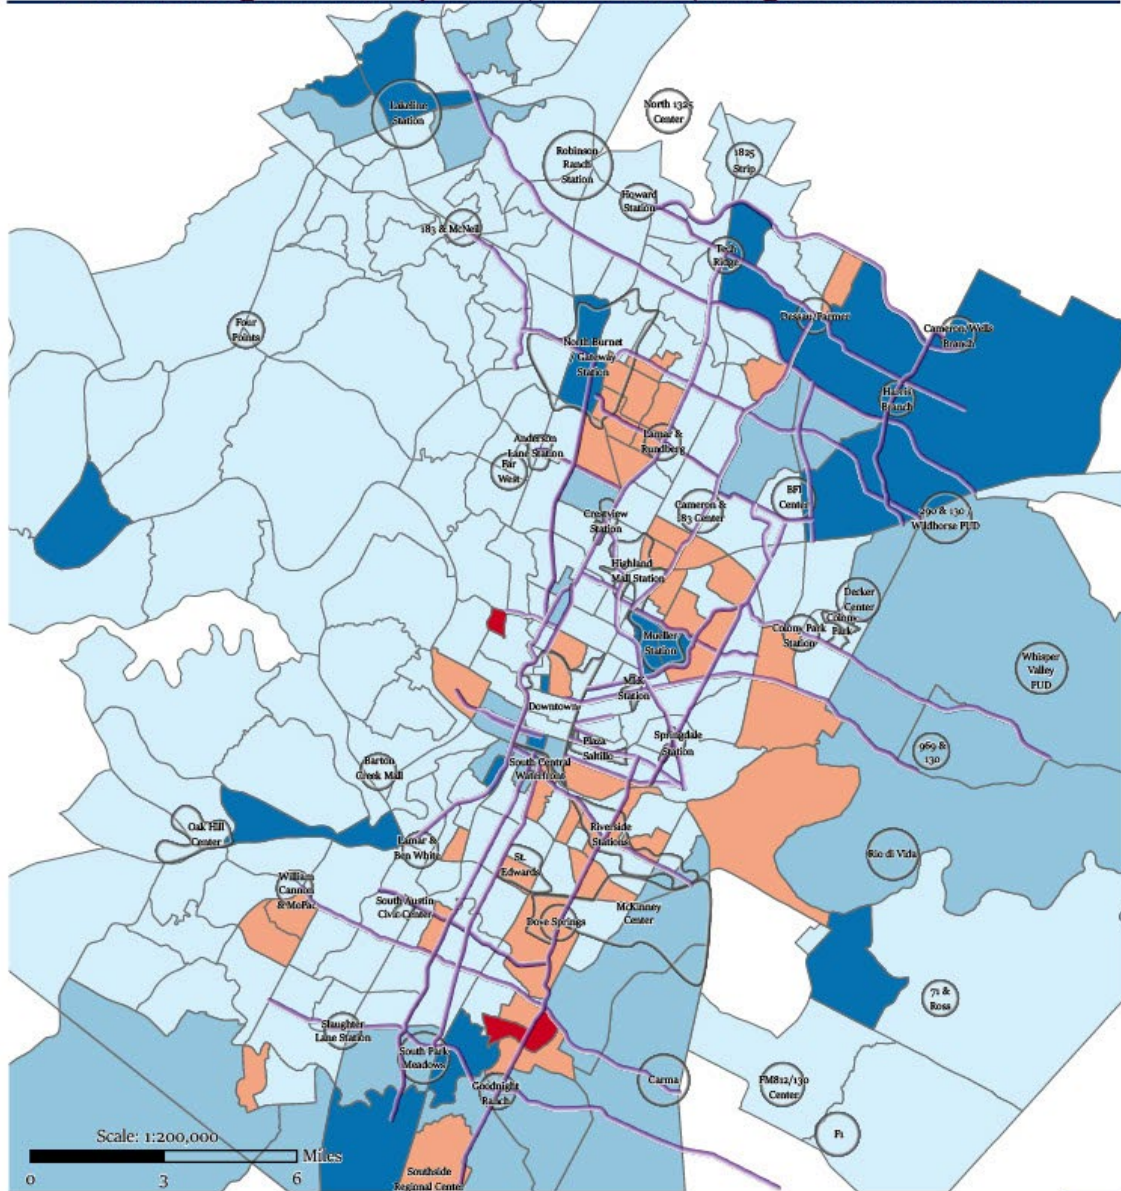 Lakeline
Station
North 1325
Center
Robinson
Ranch
Station
1825
Strip
Howard
Station
183 & McNeil
Tech
Ridge
Four
Points
Dessau/Parmer
Cameron/Wells
Branch
North Burnet
Gateway
Station
Harris
Branch
Anderson
Lane Station
Lamar &
Rundberg
Far
West
BFI
Center
Crestview
Station
Cameron &
183 Center
290 & 130
Wildhorse PUD
Highland
Mall Station
Decker
Center
Colony
Park
Colony Park
Station
Mueller
Station
Whisper
Valley
PUD
MLK
Station
Downtown
Plaza
Saltillo
Springdale
Station
969 &
130
Barton
Creek Mall
South Central
Waterfront
Oak Hill
Center
Lamar &
Ben White
Riverside
Stations
Rio di Vida
St.
Edwards
William
Cannon
& MoPac
South Austin
Civic Center
McKinney
Center
Dove Springs
71 &
Ross
Slaughter
Lane Station
South Park
Meadows
Goodnight
Ranch
Carma
FM812/130
Center
F1
Scale: 1:200,000
Miles
0 3 6
Southside
Regional Center